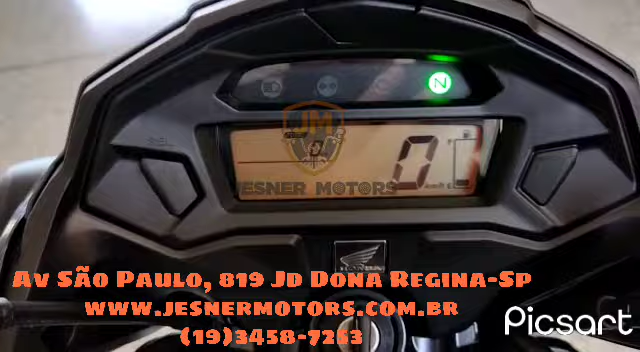 N
JM
JESNER MOTORS
0
km/h
HONDA
Av São Paulo, 819 Jd Dona Regina-Sp
www.jesnermotors.com.br
(19)3458-7253
Picsart